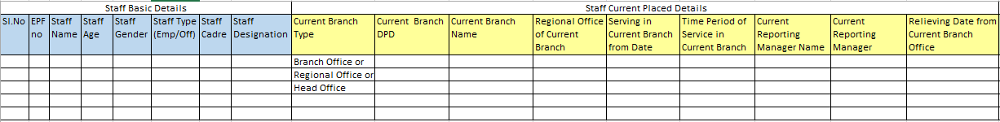 Staff Basic Details
Staff Current Placed Details
Sl.No
EPF
no
Staff
Name
Staff
Age
Staff
Gender
Staff Type
(Emp/Off)
Staff
Cadre
Staff
Designation
Current Branch
Type
Current Branch
DPD
Current Branch
Name
Regional Office
of Current
Branch
Serving in
Current Branch
from Date
Time Period of
Service in
Current Branch
Current
Reporting
Manager Name
Current
Reporting
Manager
Relieving Date from
Current Branch
Office
Branch Office or
Regional Office or
Head Office